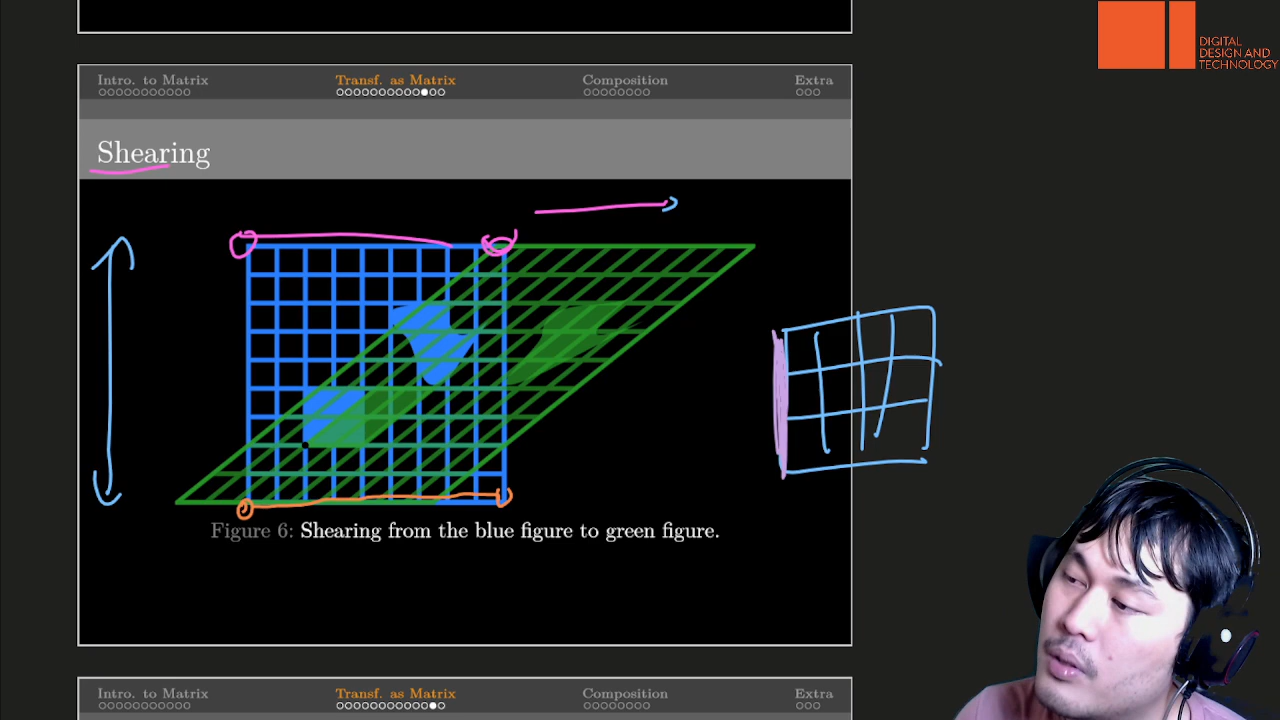 DIGITAL
DESIGN AND
TECHNOLOGY
Intro. to Matrix
Transf. as Matrix
Composition
Extra
Shearing
Figure 6: Shearing from the blue figure to green figure.
Intro. to Matrix
Transf. as Matrix
Composition
Extra